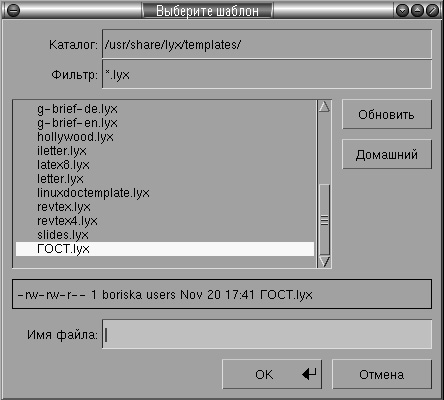 Выберите шаблон
Каталог: /usr/share/lyx/templates/
Фильтр: *.lyx
g-brief-de.lyx
g-brief-en.lyx
hollywood.lyx
iletter.lyx
latex8.lyx
letter.lyx
linuxdoctemplate.lyx
revtex.lyx
revtex4.lyx
slides.lyx
ГОСТ.lyx
Обновить
Домашний
-rw-rw-r-- 1 boriska users Nov 20 17:41 ГОСТ.lyx
Имя файла:
OK
Отмена